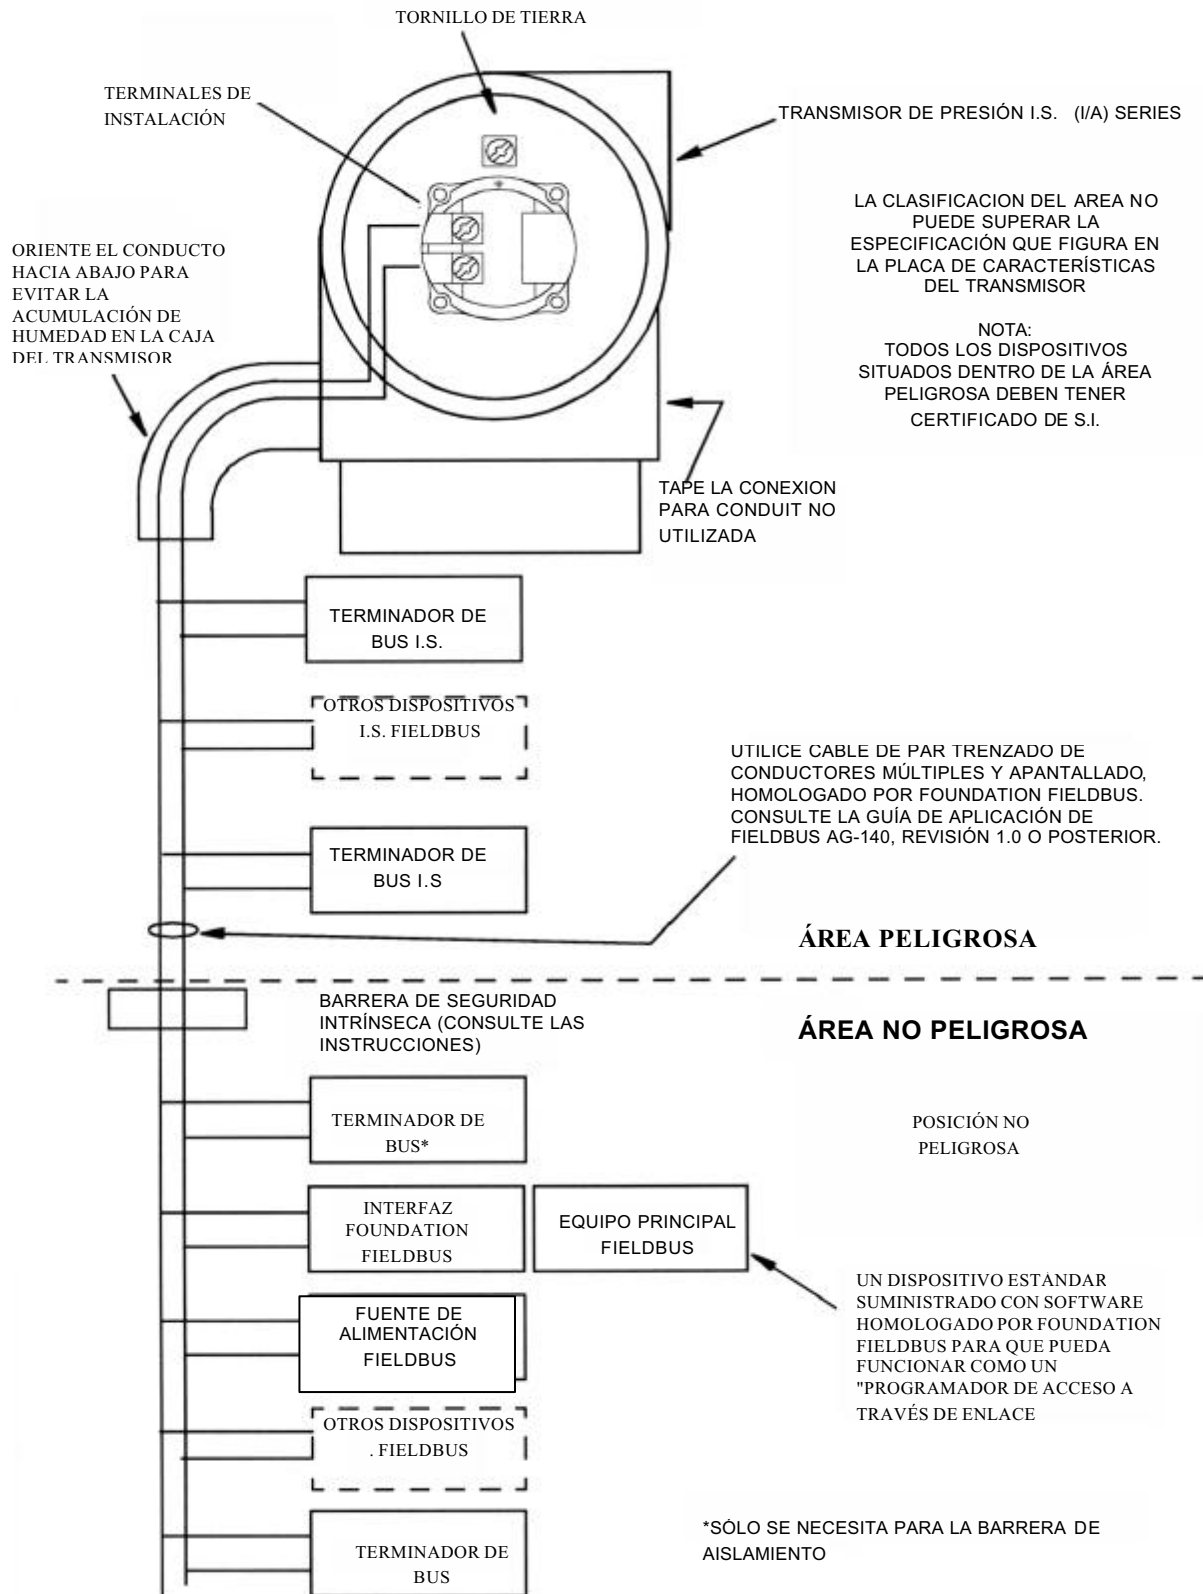 TORNILLO DE TIERRA
TERMINALES DE
INSTALACIÓN
TRANSMISOR DE PRESIÓN I.S. (I/A) SERIES
LA CLASIFICACION DEL AREA NO
PUEDE SUPERAR LA
ESPECIFICACIÓN QUE FIGURA EN
LA PLACA DE CARACTERÍSTICAS
DEL TRANSMISOR
NOTA:
TODOS LOS DISPOSITIVOS
SITUADOS DENTRO DE LA ÁREA
PELIGROSA DEBEN TENER
CERTIFICADO DE S.I.
ORIENTE EL CONDUCTO
HACIA ABAJO PARA
EVITAR LA
ACUMULACIÓN DE
HUMEDAD EN LA CAJA
DEL TRANSMISOR
TAPE LA CONEXION
PARA CONDUIT NO
UTILIZADA
TERMINADOR DE
BUS I.S.
OTROS DISPOSITIVOS
I.S. FIELDBUS
UTILICE CABLE DE PAR TRENZADO DE
CONDUCTORES MÚLTIPLES Y APANTALLADO,
HOMOLOGADO POR FOUNDATION FIELDBUS.
CONSULTE LA GUÍA DE APLICACIÓN DE
FIELDBUS AG-140, REVISIÓN 1.0 O POSTERIOR.
TERMINADOR DE
BUS I.S
ÁREA PELIGROSA
BARRERA DE SEGURIDAD
INTRÍNSECA (CONSULTE LAS
INSTRUCCIONES)
ÁREA NO PELIGROSA
TERMINADOR DE
BUS*
POSICIÓN NO
PELIGROSA
INTERFAZ
FOUNDATION
FIELDBUS
EQUIPO PRINCIPAL
FIELDBUS
UN DISPOSITIVO ESTÁNDAR
SUMINISTRADO CON SOFTWARE
HOMOLOGADO POR FOUNDATION
FIELDBUS PARA QUE PUEDA
FUNCIONAR COMO UN
"PROGRAMADOR DE ACCESO A
TRAVÉS DE ENLACE
FUENTE DE
ALIMENTACIÓN
FIELDBUS
OTROS DISPOSITIVOS
. FIELDBUS
*SÓLO SE NECESITA PARA LA BARRERA DE
AISLAMIENTO
TERMINADOR DE
BUS